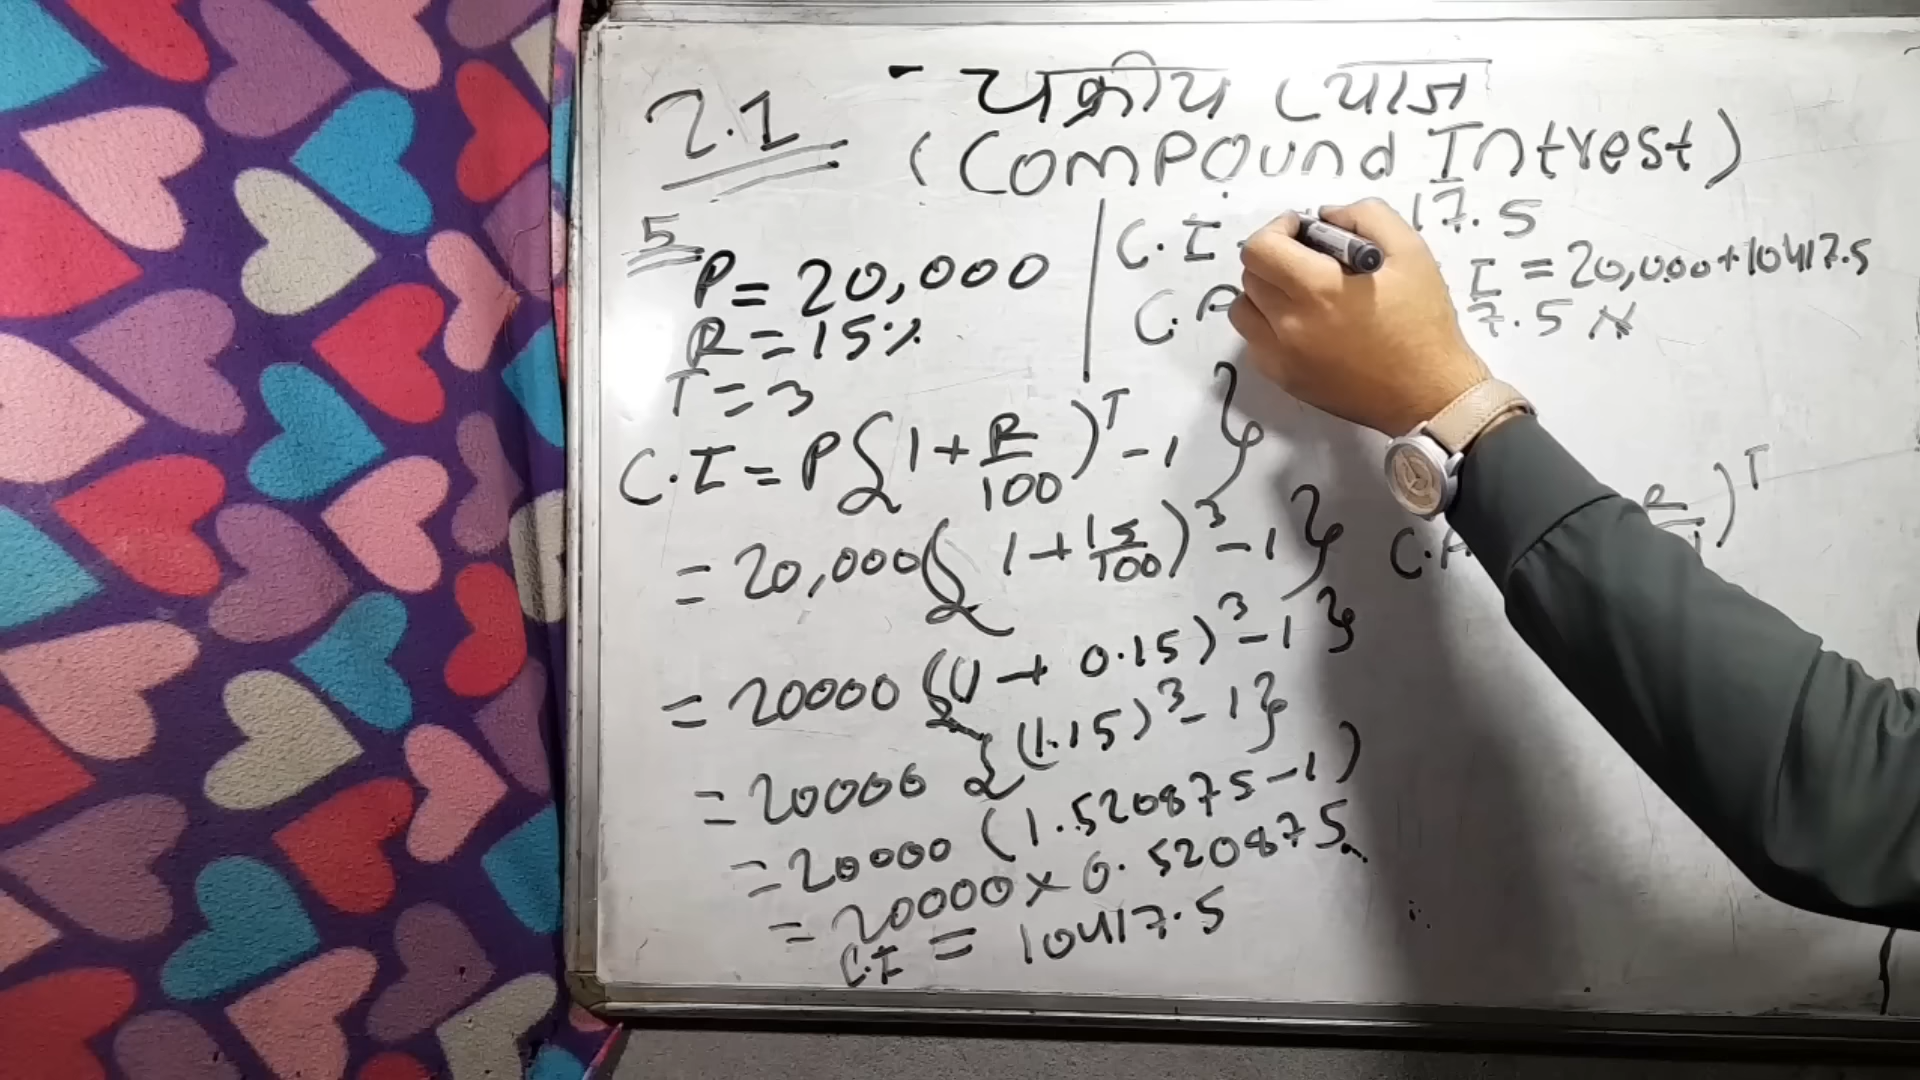 2.1
- चक्रीय व्याज
(Compound Intrest)
5
P = 20,000
R = 15%
T = 3
C.I = P{1+R/100)^T - 1}
= 20,000{1+15/100)^3 - 1}
= 20000{(1+0.15)^3 - 1}
= 20000{(1.15)^3 - 1}
= 20000(1.520875-1)
= 20000×0.520875
C.I = 10417.5
C.I 17.5
C.A I = 20,000+10417.5
7.5
C.A R )^T